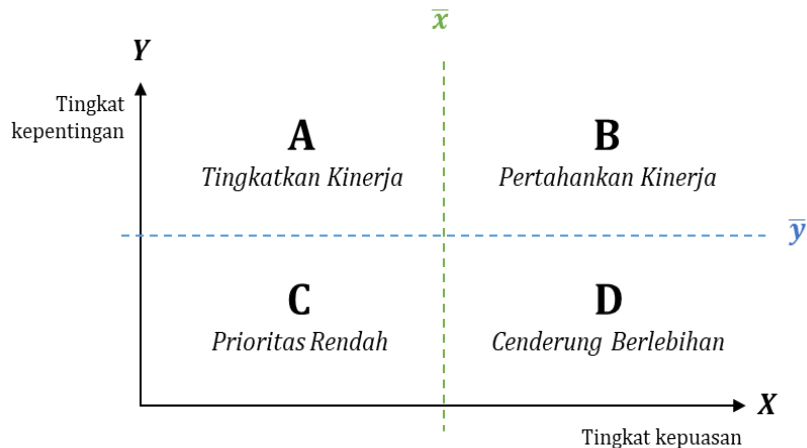 x̅
Y
Tingkat
kepentingan
A
Tingkatkan Kinerja
B
Pertahankan Kinerja
y̅
C
Prioritas Rendah
D
Cenderung Berlebihan
X
Tingkat kepuasan